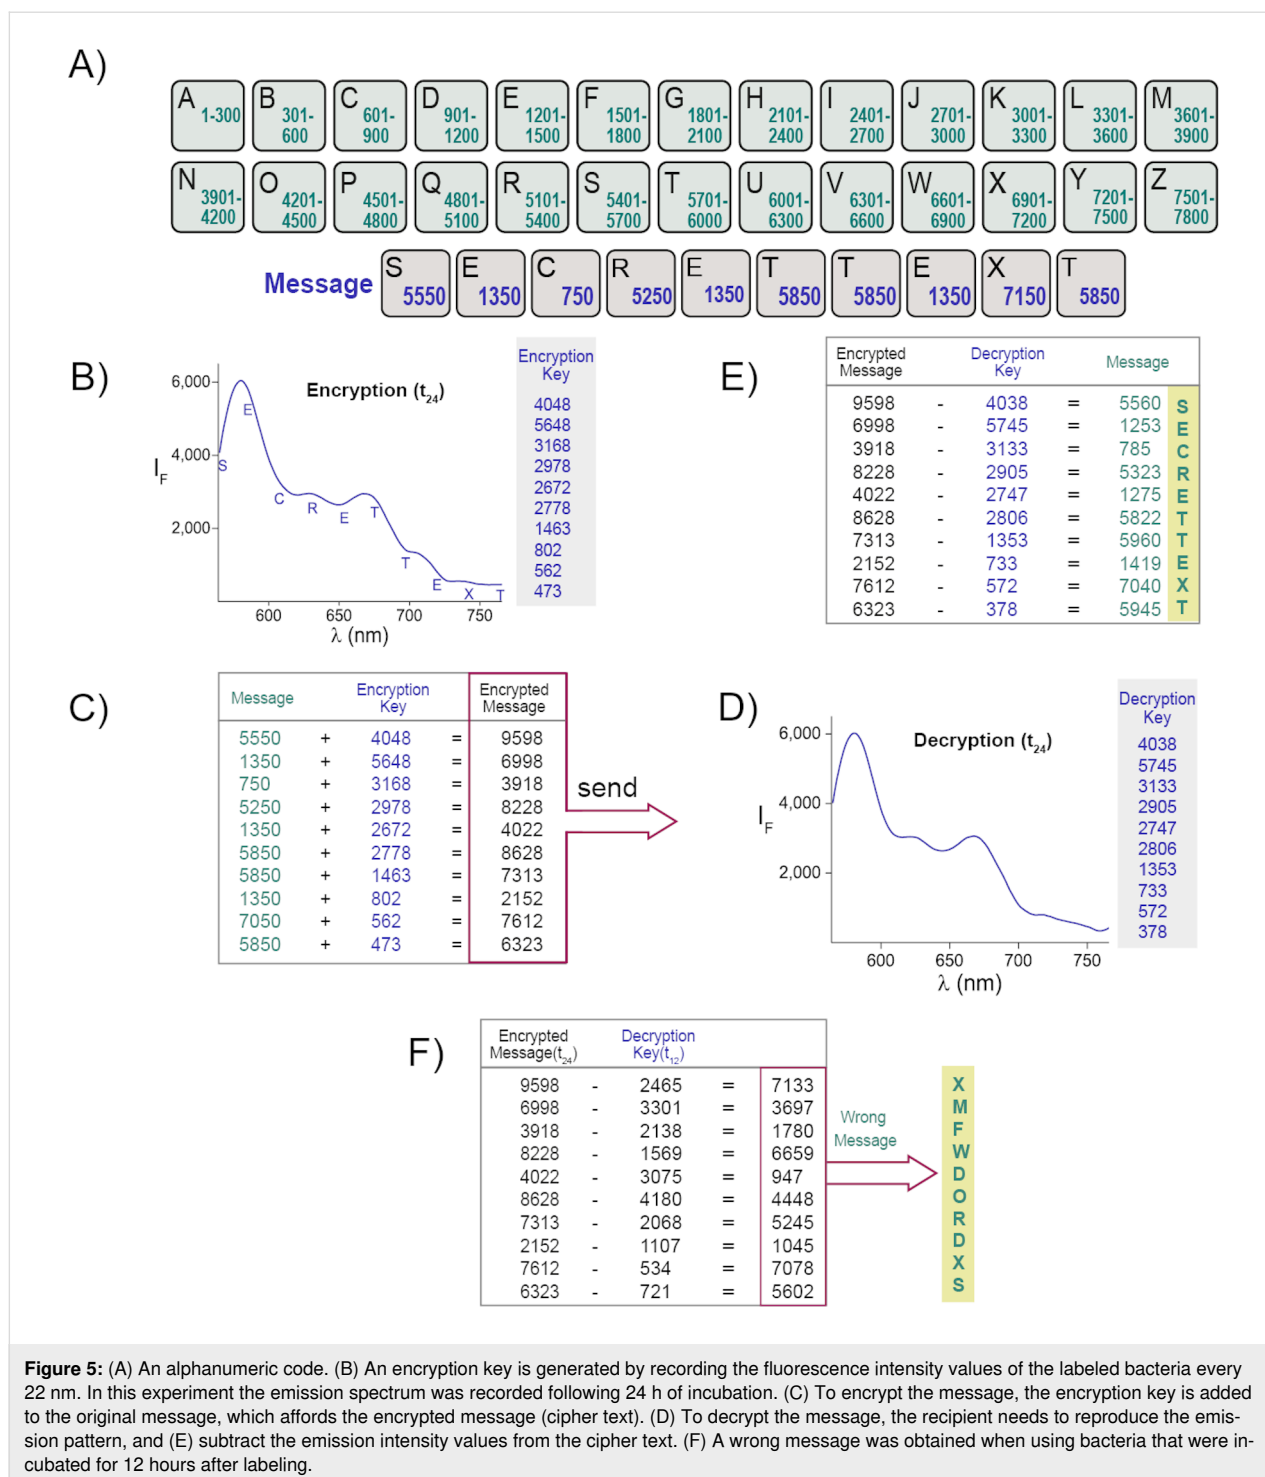 A)
A 1-300 B 301-600 C 601-900 D 901-1200 E 1201-1500 F 1501-1800 G 1801-2100 H 2101-2400 I 2401-2700 J 2701-3000 K 3001-3300 L 3301-3600 M 3601-3900
N 3901-4200 O 4201-4500 P 4501-4800 Q 4801-5100 R 5101-5400 S 5401-5700 T 5701-6000 U 6001-6300 V 6301-6600 W 6601-6900 X 6901-7200 Y 7201-7500 Z 7501-7800
Message S 5550 E 1350 C 750 R 5250 E 1350 T 5850 T 5850 E 1350 X 7150 T 5850
B)
Encryption (t24)
IF
6,000
4,000
2,000
S E C R E T T E X T
600 650 700 750
λ (nm)
Encryption
Key
4048
5648
3168
2978
2672
2778
1463
802
562
473
E)
Encrypted Message Decryption Key Message
9598 - 4038 = 5560 S
6998 - 5745 = 1253 E
3918 - 3133 = 785 C
8228 - 2905 = 5323 R
4022 - 2747 = 1275 E
8628 - 2806 = 5822 T
7313 - 1353 = 5960 T
2152 - 733 = 1419 E
7612 - 572 = 7040 X
6323 - 378 = 5945 T
C)
Message Encryption Key Encrypted Message
5550 + 4048 = 9598
1350 + 5648 = 6998
750 + 3168 = 3918
5250 + 2978 = 8228
1350 + 2672 = 4022
5850 + 2778 = 8628
5850 + 1463 = 7313
1350 + 802 = 2152
7050 + 562 = 7612
5850 + 473 = 6323
send
D)
Decryption (t24)
IF
6,000
4,000
2,000
600 650 700 750
λ (nm)
Decryption
Key
4038
5745
3133
2905
2747
2806
1353
733
572
378
F)
Encrypted Message(t24) Decryption Key(t12)
9598 - 2465 = 7133
6998 - 3301 = 3697
3918 - 2138 = 1780
8228 - 1569 = 6659
4022 - 3075 = 947
8628 - 4180 = 4448
7313 - 2068 = 5245
2152 - 1107 = 1045
7612 - 534 = 7078
6323 - 721 = 5602
Wrong
Message
X
M
F
W
D
O
R
D
X
S
Figure 5: (A) An alphanumeric code. (B) An encryption key is generated by recording the fluorescence intensity values of the labeled bacteria every
22 nm. In this experiment the emission spectrum was recorded following 24 h of incubation. (C) To encrypt the message, the encryption key is added
to the original message, which affords the encrypted message (cipher text). (D) To decrypt the message, the recipient needs to reproduce the emis-
sion pattern, and (E) subtract the emission intensity values from the cipher text. (F) A wrong message was obtained when using bacteria that were in-
cubated for 12 hours after labeling.